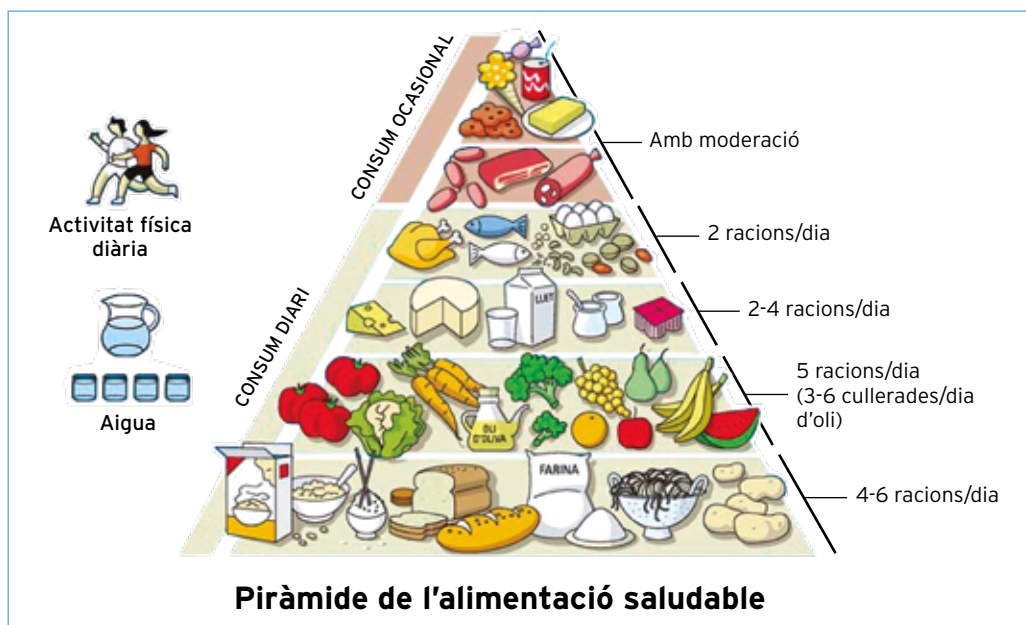 CONSUM OCASIONAL
CONSUM DIARI
Activitat física
diària
Aigua
Amb moderació
2 racions/dia
2-4 racions/dia
5 racions/dia
(3-6 cullerades/dia
d'oli)
4-6 racions/dia
LLET
OLI
D'OLIVA
FARINA
Piràmide de l'alimentació saludable